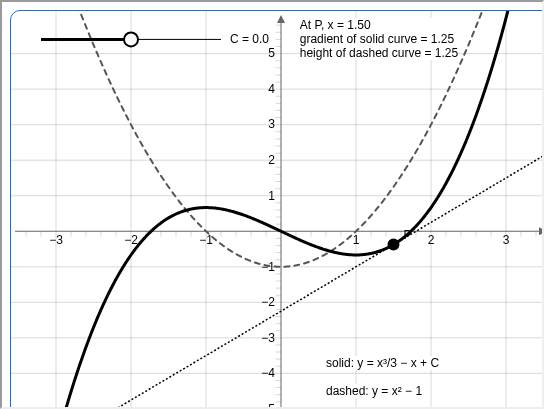 At P, x = 1.50
C = 0.0
gradient of solid curve = 1.25
height of dashed curve = 1.25
5
4
3
2
1
−3 −2 −1 1 P 2 3
−1
−2
−3
solid: y = x³/3 − x + C
−4
dashed: y = x² − 1